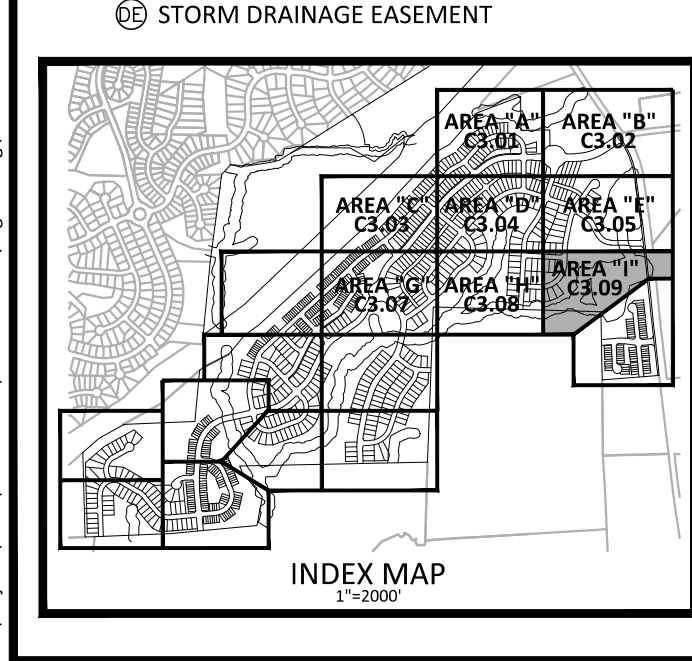 DE STORM DRAINAGE EASEMENT
AREA "A"
C3.01
AREA "B"
C3.02
AREA "C"
C3.03
AREA "D"
C3.04
AREA "E"
C3.05
AREA "G"
C3.07
AREA "H"
C3.08
AREA "I"
C3.09
INDEX MAP
1"=2000'